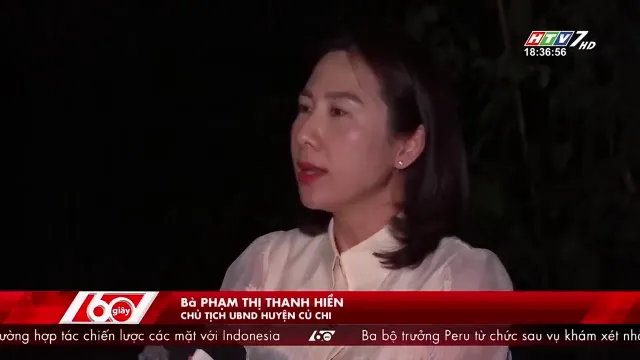 HTV7 HD
18:36:56
60 giây
Bà PHẠM THỊ THANH HIỀN
CHỦ TỊCH UBND HUYỆN CỦ CHI
ường hợp tác chiến lược các mặt với Indonesia 60 giây Ba bộ trưởng Peru từ chức sau vụ khám xét nh